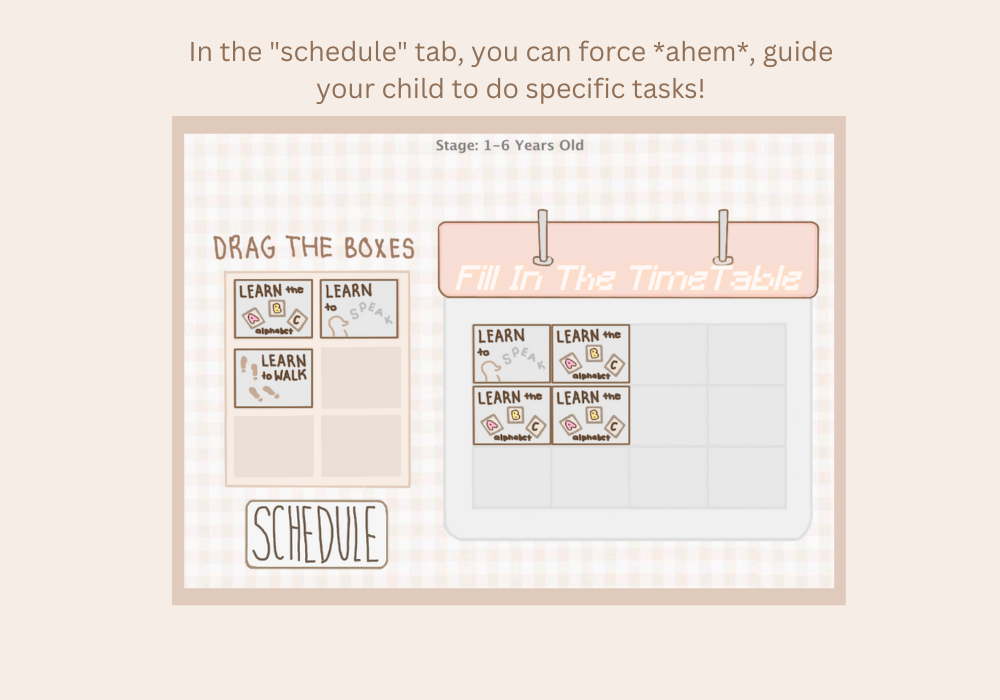 In the "schedule" tab, you can force *ahem*, guide
your child to do specific tasks!
Stage: 1-6 Years Old
DRAG THE BOXES
LEARN the
A B C
alphabet
LEARN
to SPEAK
LEARN
to WALK
SCHEDULE
Fill In The TimeTable
LEARN
to SPEAK
LEARN the
A B C
alphabet
LEARN the
A B C
alphabet
LEARN the
A B C
alphabet